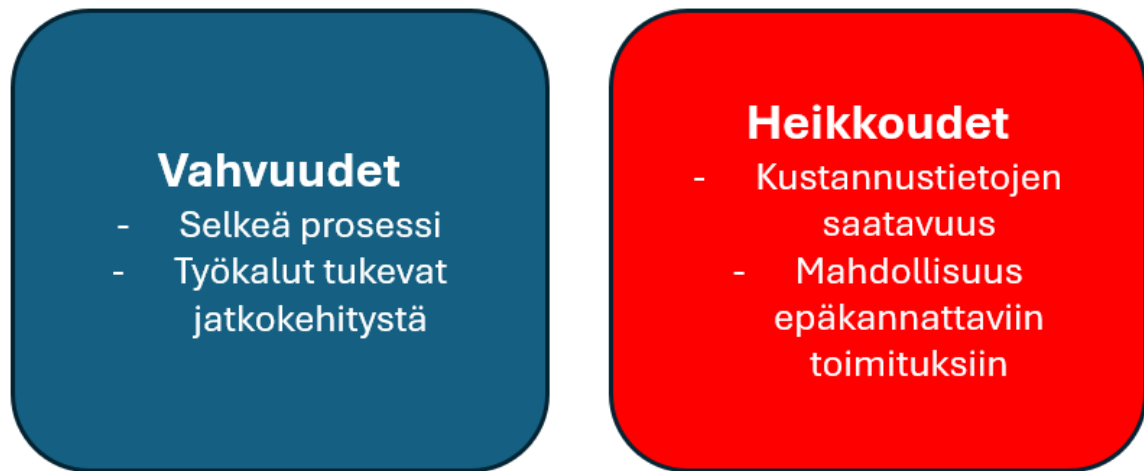 Vahvuudet
- Selkeä prosessi
- Työkalut tukevat
jatkokehitystä
Heikkoudet
- Kustannustietojen
saatavuus
- Mahdollisuus
epäkannattaviin
toimituksiin